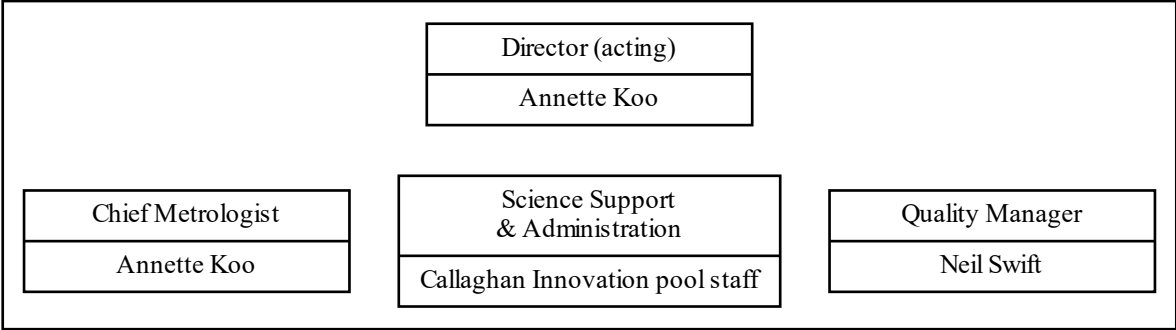 Director (acting)
Annette Koo
Chief Metrologist
Annette Koo
Science Support
& Administration
Callaghan Innovation pool staff
Quality Manager
Neil Swift